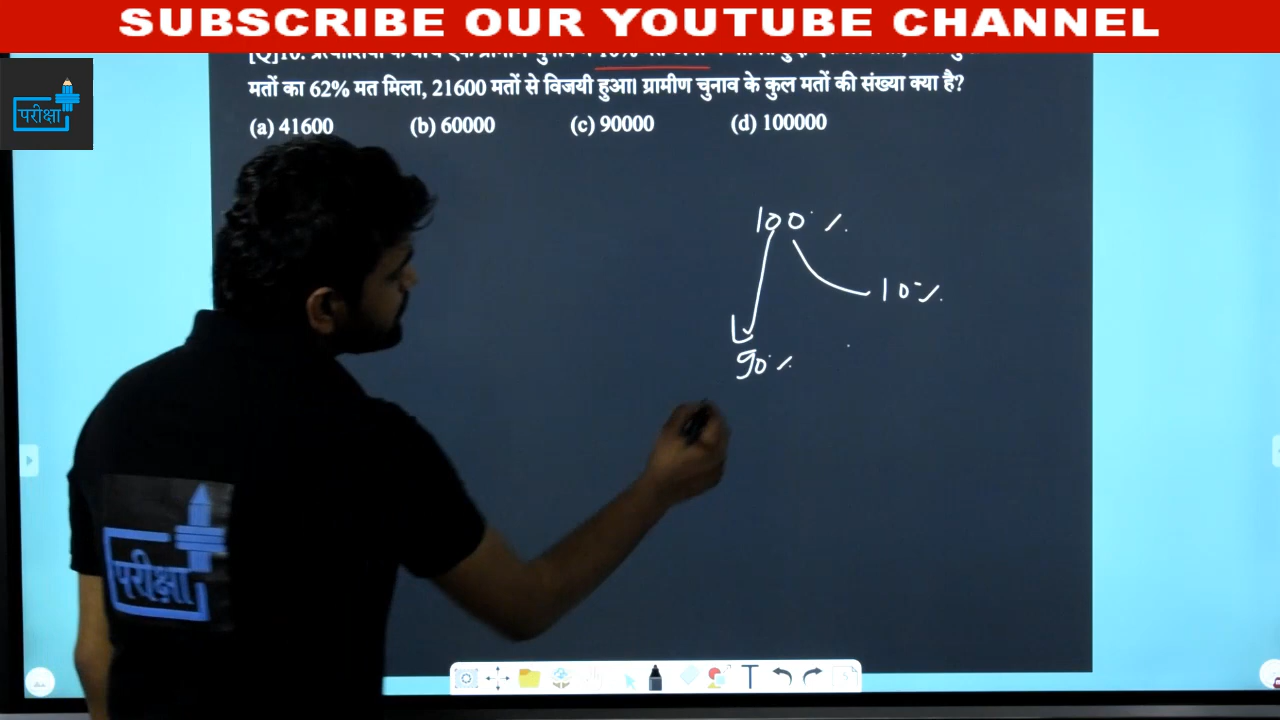 SUBSCRIBE OUR YOUTUBE CHANNEL
परीक्षा
मतों का 62% मत मिला, 21600 मतों से विजयी हुआ। ग्रामीण चुनाव के कुल मतों की संख्या क्या है?
(a) 41600 (b) 60000 (c) 90000 (d) 100000
100 %
10%
90%
परीक्षा
T